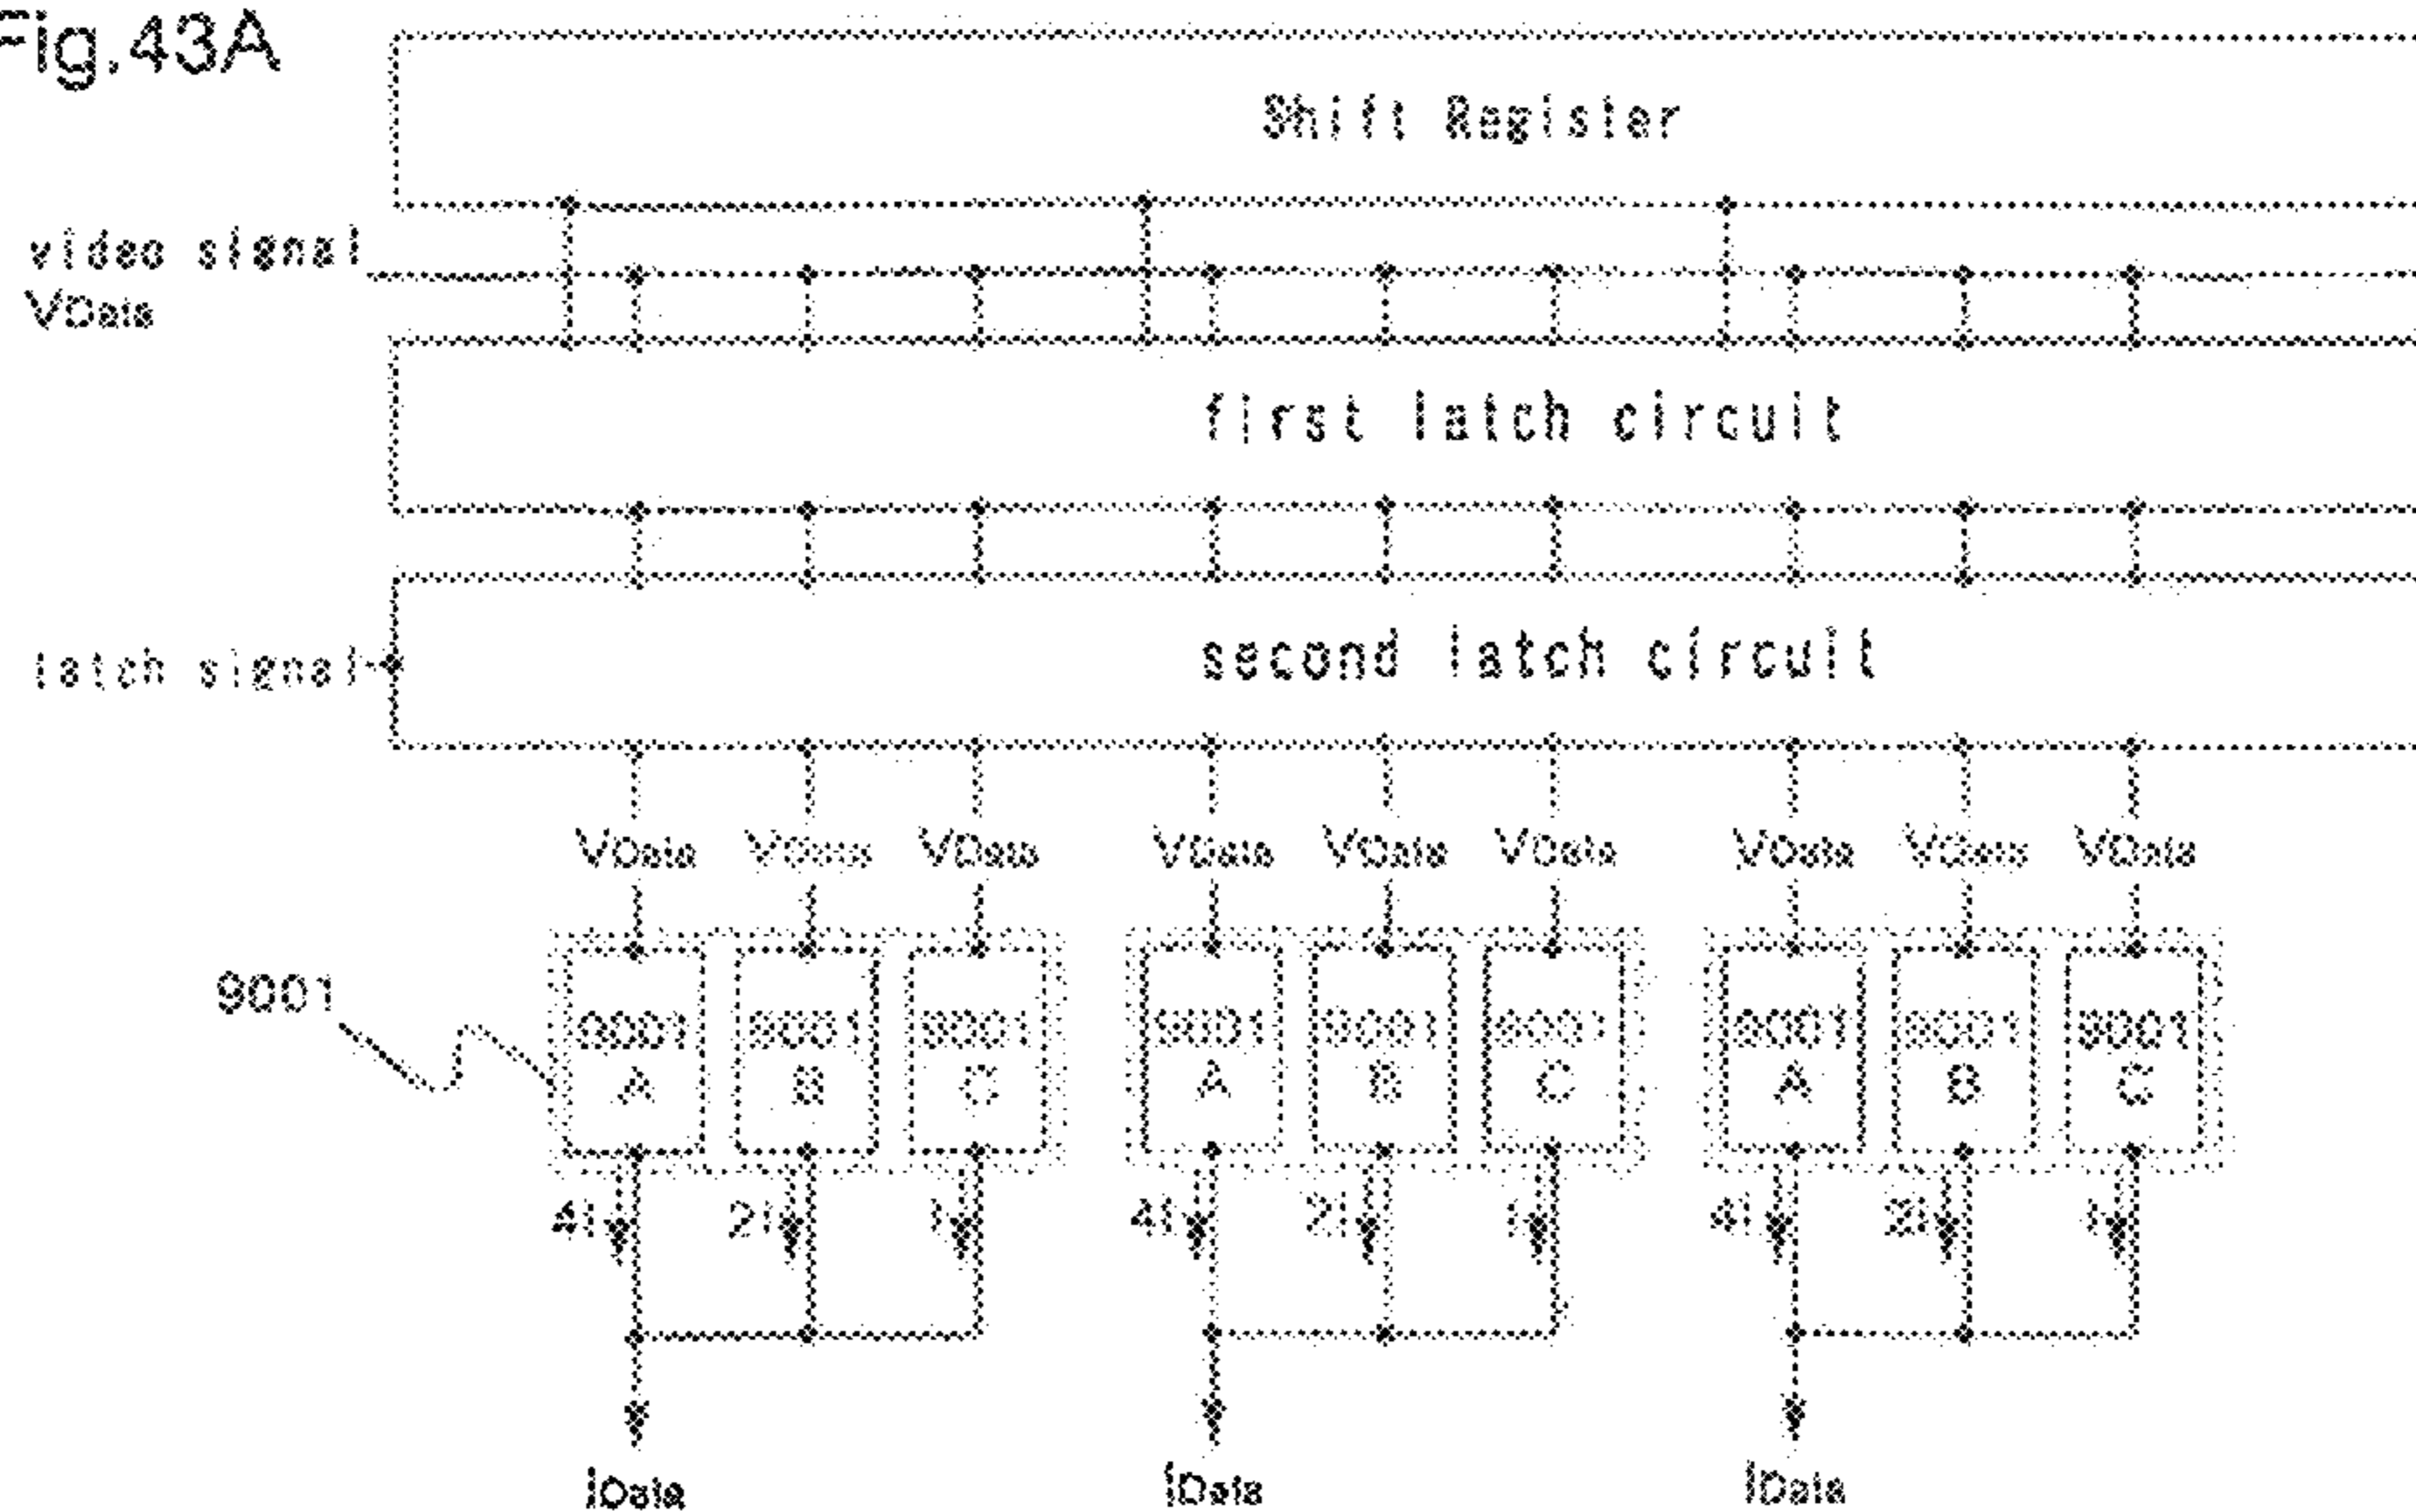 Fig.43A
Shift Register
video signal
VData
first latch circuit
second latch circuit
latch signal
VData VData VData VData VData VData VData VData VData
9001
9001 9001 9001 9001 9001 9001 9001 9001 9001
A B C A B C A B C
4I 2I I 4I 2I I 4I 2I I
IData IData IData